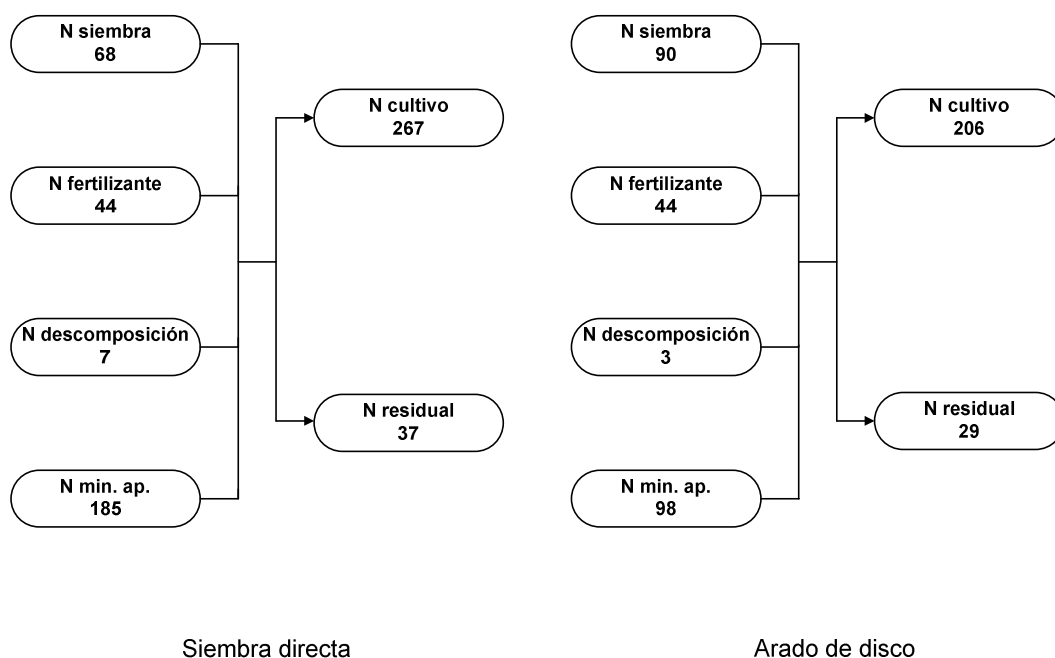 N siembra
68
N cultivo
267
N fertilizante
44
N descomposición
7
N residual
37
N min. ap.
185
Siembra directa
N siembra
90
N cultivo
206
N fertilizante
44
N descomposición
3
N residual
29
N min. ap.
98
Arado de disco